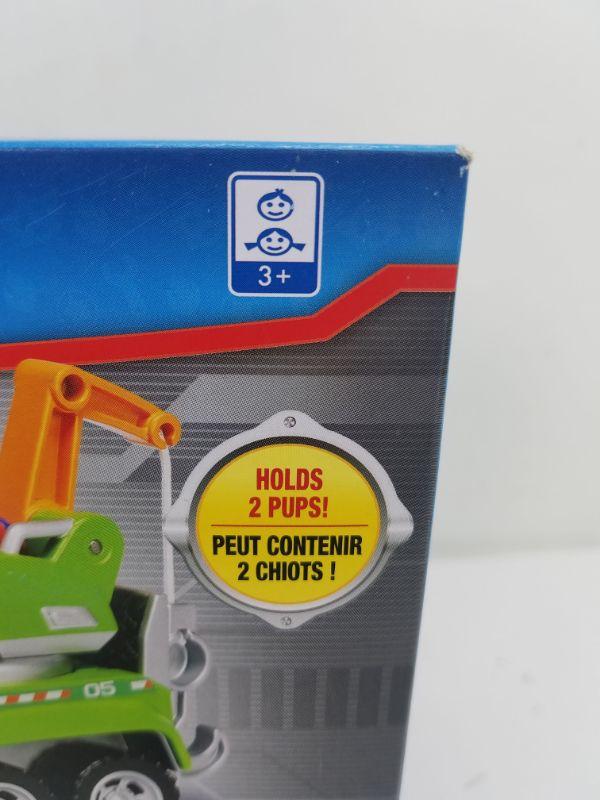 3+
HOLDS
2 PUPS!
PEUT CONTENIR
2 CHIOTS !
05